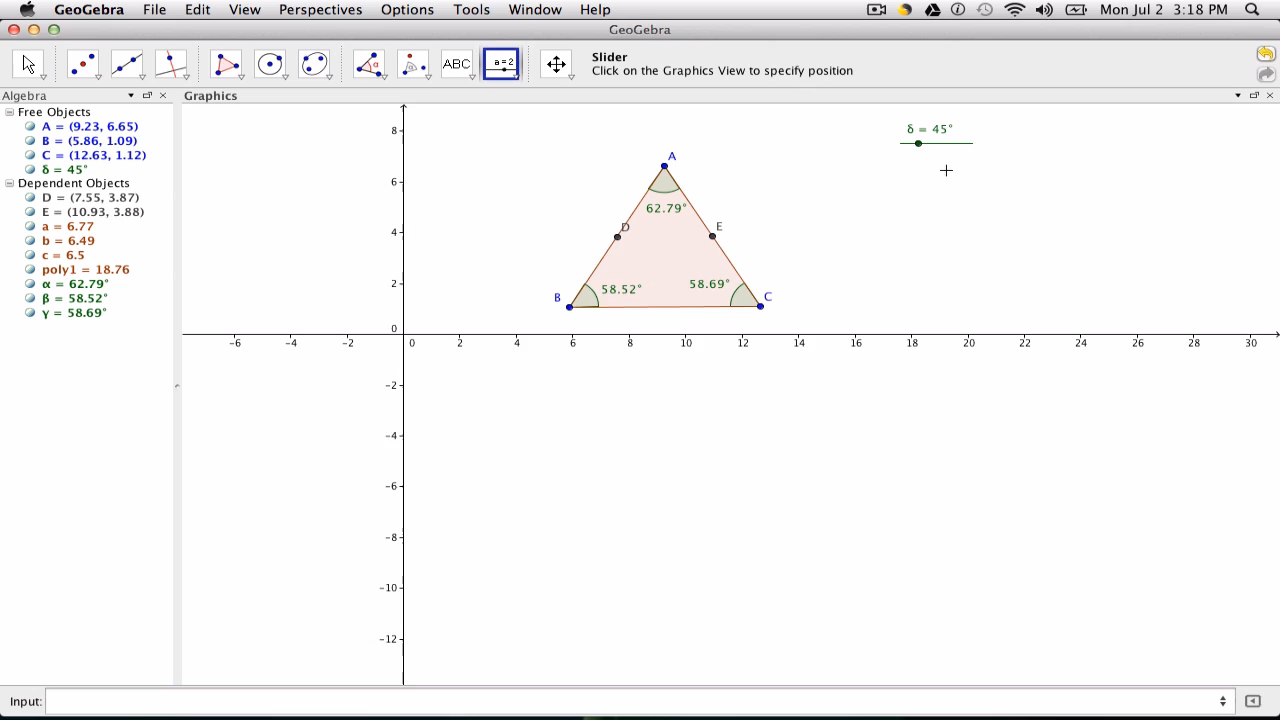 GeoGebra File Edit View Perspectives Options Tools Window Help Mon Jul 2 3:18 PM
GeoGebra
ABC
a=2
Slider
Click on the Graphics View to specify position
Algebra
Graphics
Free Objects
A = (9.23, 6.65)
B = (5.86, 1.09)
C = (12.63, 1.12)
δ = 45°
Dependent Objects
D = (7.55, 3.87)
E = (10.93, 3.88)
a = 6.77
b = 6.49
c = 6.5
poly1 = 18.76
α = 62.79°
β = 58.52°
γ = 58.69°
δ = 45°
A
62.79°
D
E
58.52°
58.69°
B
C
8
6
4
2
0
-6 -4 -2 0 2 4 6 8 10 12 14 16 18 20 22 24 26 28 30
-2
-4
-6
-8
-10
-12
Input: